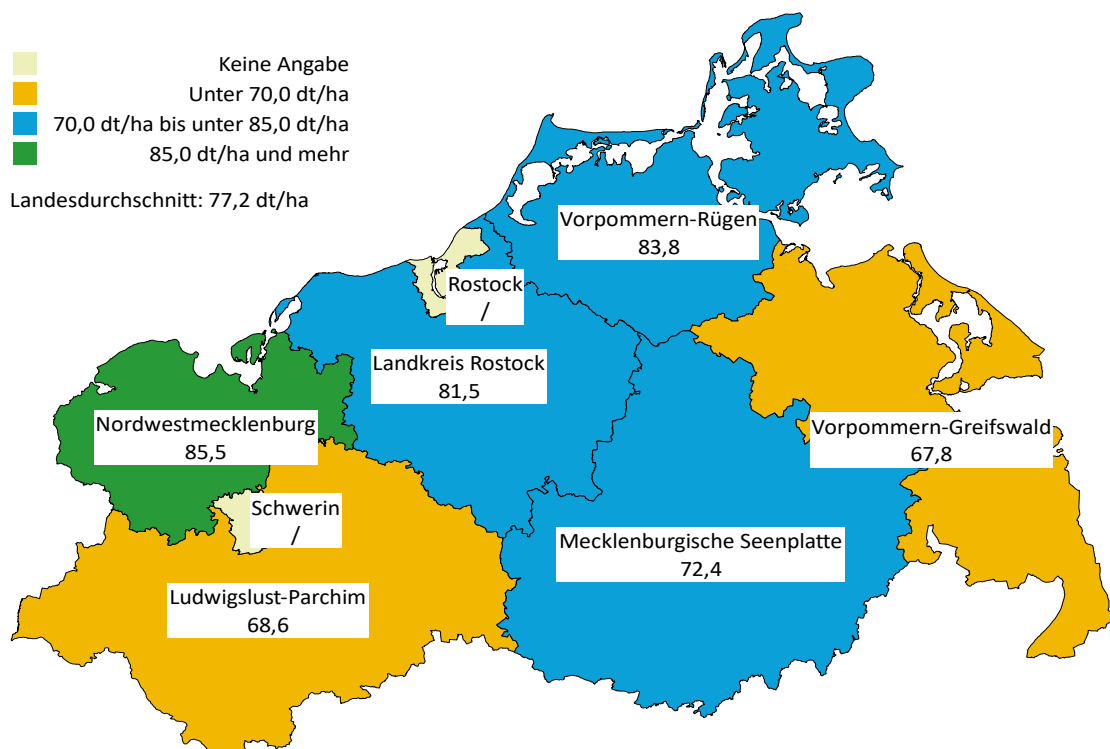 Keine Angabe
Unter 70,0 dt/ha
70,0 dt/ha bis unter 85,0 dt/ha
85,0 dt/ha und mehr
Landesdurchschnitt: 77,2 dt/ha
Vorpommern-Rügen
83,8
Rostock
/
Landkreis Rostock
81,5
Nordwestmecklenburg
85,5
Vorpommern-Greifswald
67,8
Schwerin
/
Mecklenburgische Seenplatte
72,4
Ludwigslust-Parchim
68,6